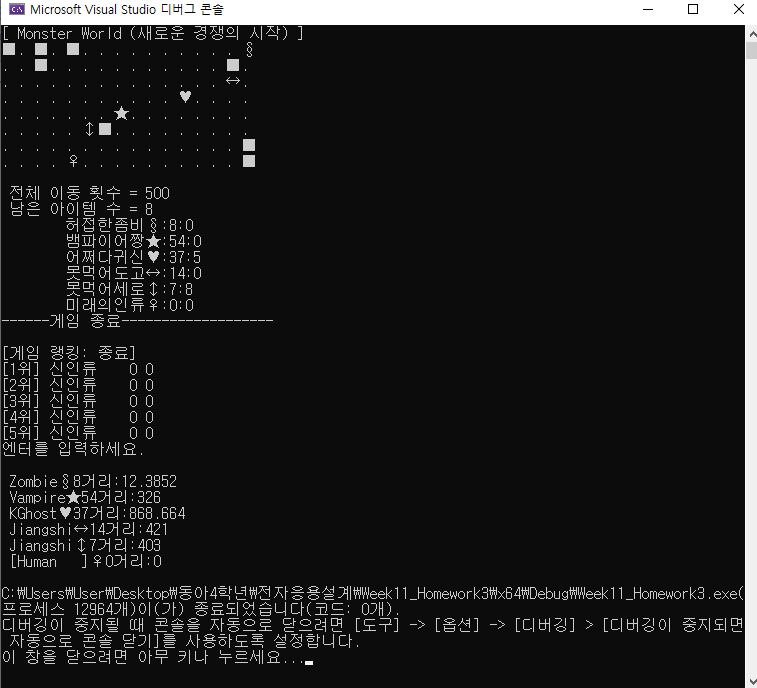 Microsoft Visual Studio 디버그 콘솔
[ Monster World (새로운 경쟁의 시작) ]
■. ■. ■. . . . . . . . . . §
. . ■. . . . . . . . . . . ■.
. . . . . . . . . . . . . . ↔.
. . . . . . . . . . . ♥. . . .
. . . . . . . ★. . . . . . . .
. . . . . ↕■. . . . . . . . .
. . . . . . . . . . . . . . . ■
. . . . ♀. . . . . . . . . . ■
전체 이동 횟수 = 500
남은 아이템 수 = 8
허접한좀비§:8:0
뱀파이어짱★:54:0
어쩌다귀신♥:37:5
못먹어도고↔:14:0
못먹어세로↕:7:8
미래의인류♀:0:0
------게임 종료-------------------
[게임 랭킹: 종료]
[1위] 신인류    0 0
[2위] 신인류    0 0
[3위] 신인류    0 0
[4위] 신인류    0 0
[5위] 신인류    0 0
엔터를 입력하세요.
Zombie§8거리:12.3852
Vampire★54거리:326
KGhost♥37거리:868.664
Jiangshi↔14거리:421
Jiangshi↕7거리:403
[Human   ]♀0거리:0
C:₩Users₩User₩Desktop₩동아4학년₩전자응용설계₩Week11_Homework3₩x64₩Debug₩Week11_Homework3.exe(
프로세스 12964개)이(가) 종료되었습니다(코드: 0개).
디버깅이 중지될 때 콘솔을 자동으로 닫으려면 [도구] -> [옵션] -> [디버깅] > [디버깅이 중지되면
자동으로 콘솔 닫기]를 사용하도록 설정합니다.
이 창을 닫으려면 아무 키나 누르세요...